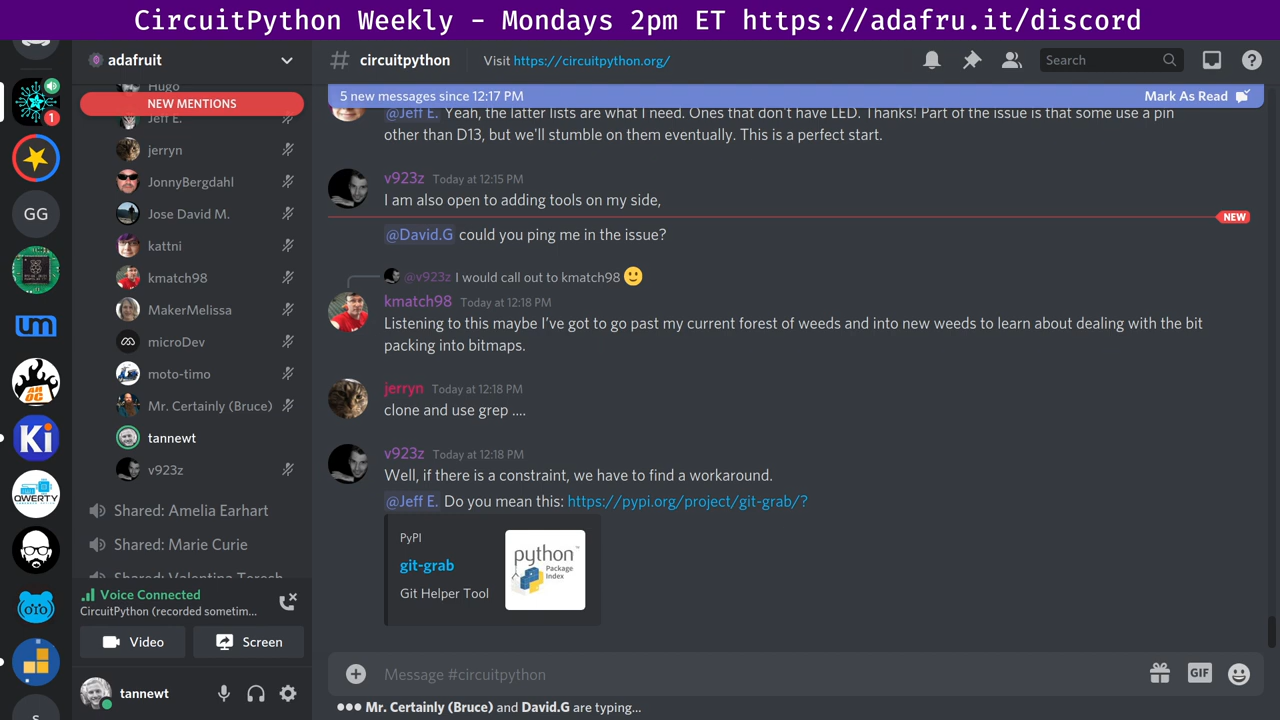 CircuitPython Weekly - Mondays 2pm ET https://adafru.it/discord
adafruit
Hugo
NEW MENTIONS
Jeff E.
jerryn
JonnyBergdahl
Jose David M.
kattni
kmatch98
MakerMelissa
microDev
moto-timo
Mr. Certainly (Bruce)
tannewt
v923z
Shared: Amelia Earhart
Shared: Marie Curie
Voice Connected
CircuitPython (recorded sometim...
Video
Screen
tannewt
1
GG
um
AH
OC
Ki
QWERTY
s
# circuitpython
Visit https://circuitpython.org/
Search
5 new messages since 12:17 PM
Mark As Read
@Jeff E. Yeah, the latter lists are what I need. Ones that don't have LED. Thanks! Part of the issue is that some use a pin
other than D13, but we'll stumble on them eventually. This is a perfect start.
v923z Today at 12:15 PM
I am also open to adding tools on my side,
NEW
@David.G could you ping me in the issue?
@v923z I would call out to kmatch98
kmatch98 Today at 12:18 PM
Listening to this maybe I've got to go past my current forest of weeds and into new weeds to learn about dealing with the bit
packing into bitmaps.
jerryn Today at 12:18 PM
clone and use grep ....
v923z Today at 12:18 PM
Well, if there is a constraint, we have to find a workaround.
@Jeff E. Do you mean this: https://pypi.org/project/git-grab/?
PyPI
git-grab
Git Helper Tool
python™
Package
Index
Message #circuitpython
GIF
Mr. Certainly (Bruce) and David.G are typing...